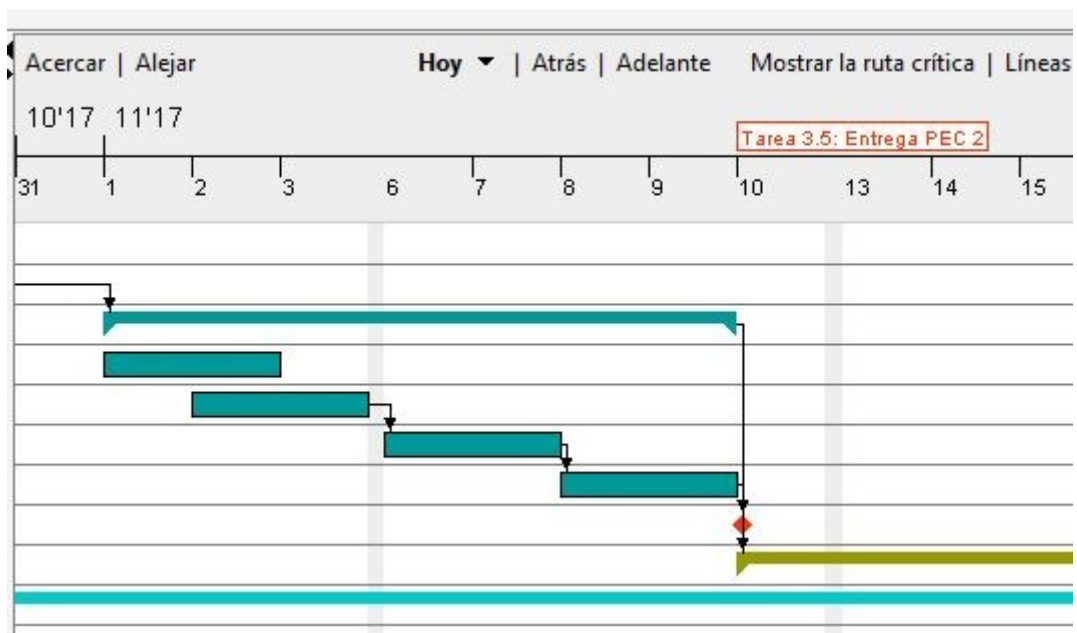 Acercar | Alejar Hoy | Atrás | Adelante Mostrar la ruta crítica | Líneas
10'17 11'17
Tarea 3.5: Entrega PEC 2
31 1 2 3 6 7 8 9 10 13 14 15